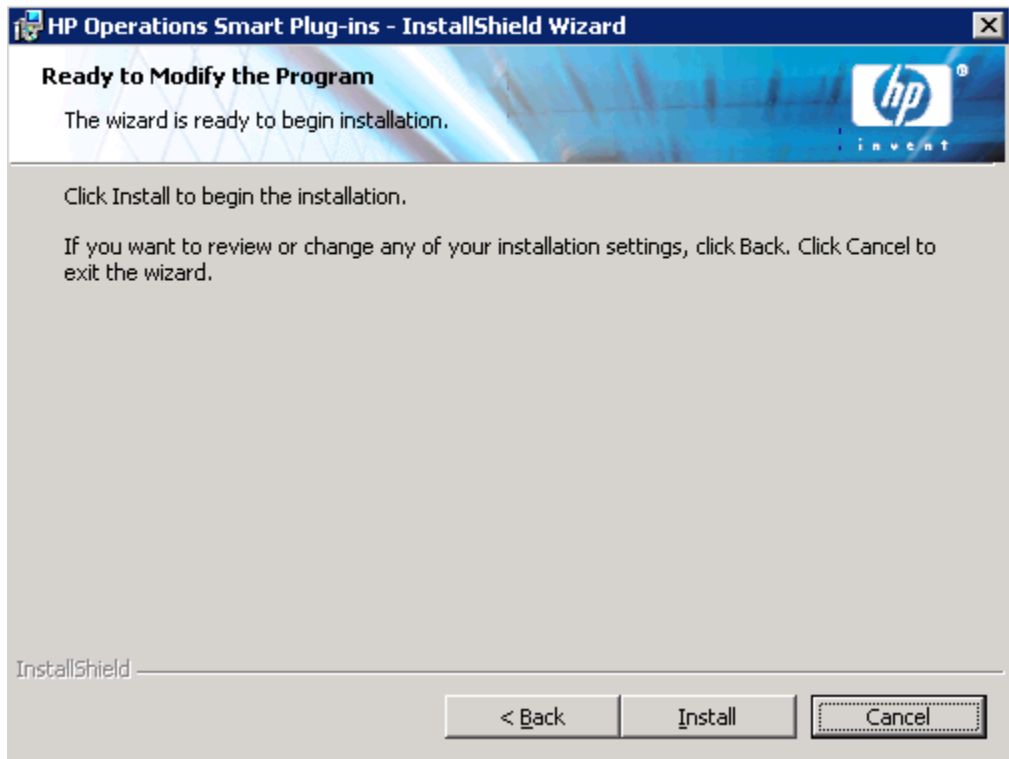 HP Operations Smart Plug-ins - InstallShield Wizard
Ready to Modify the Program
The wizard is ready to begin installation.
hp
®
invent
Click Install to begin the installation.
If you want to review or change any of your installation settings, click Back. Click Cancel to
exit the wizard.
InstallShield
< Back
Install
Cancel